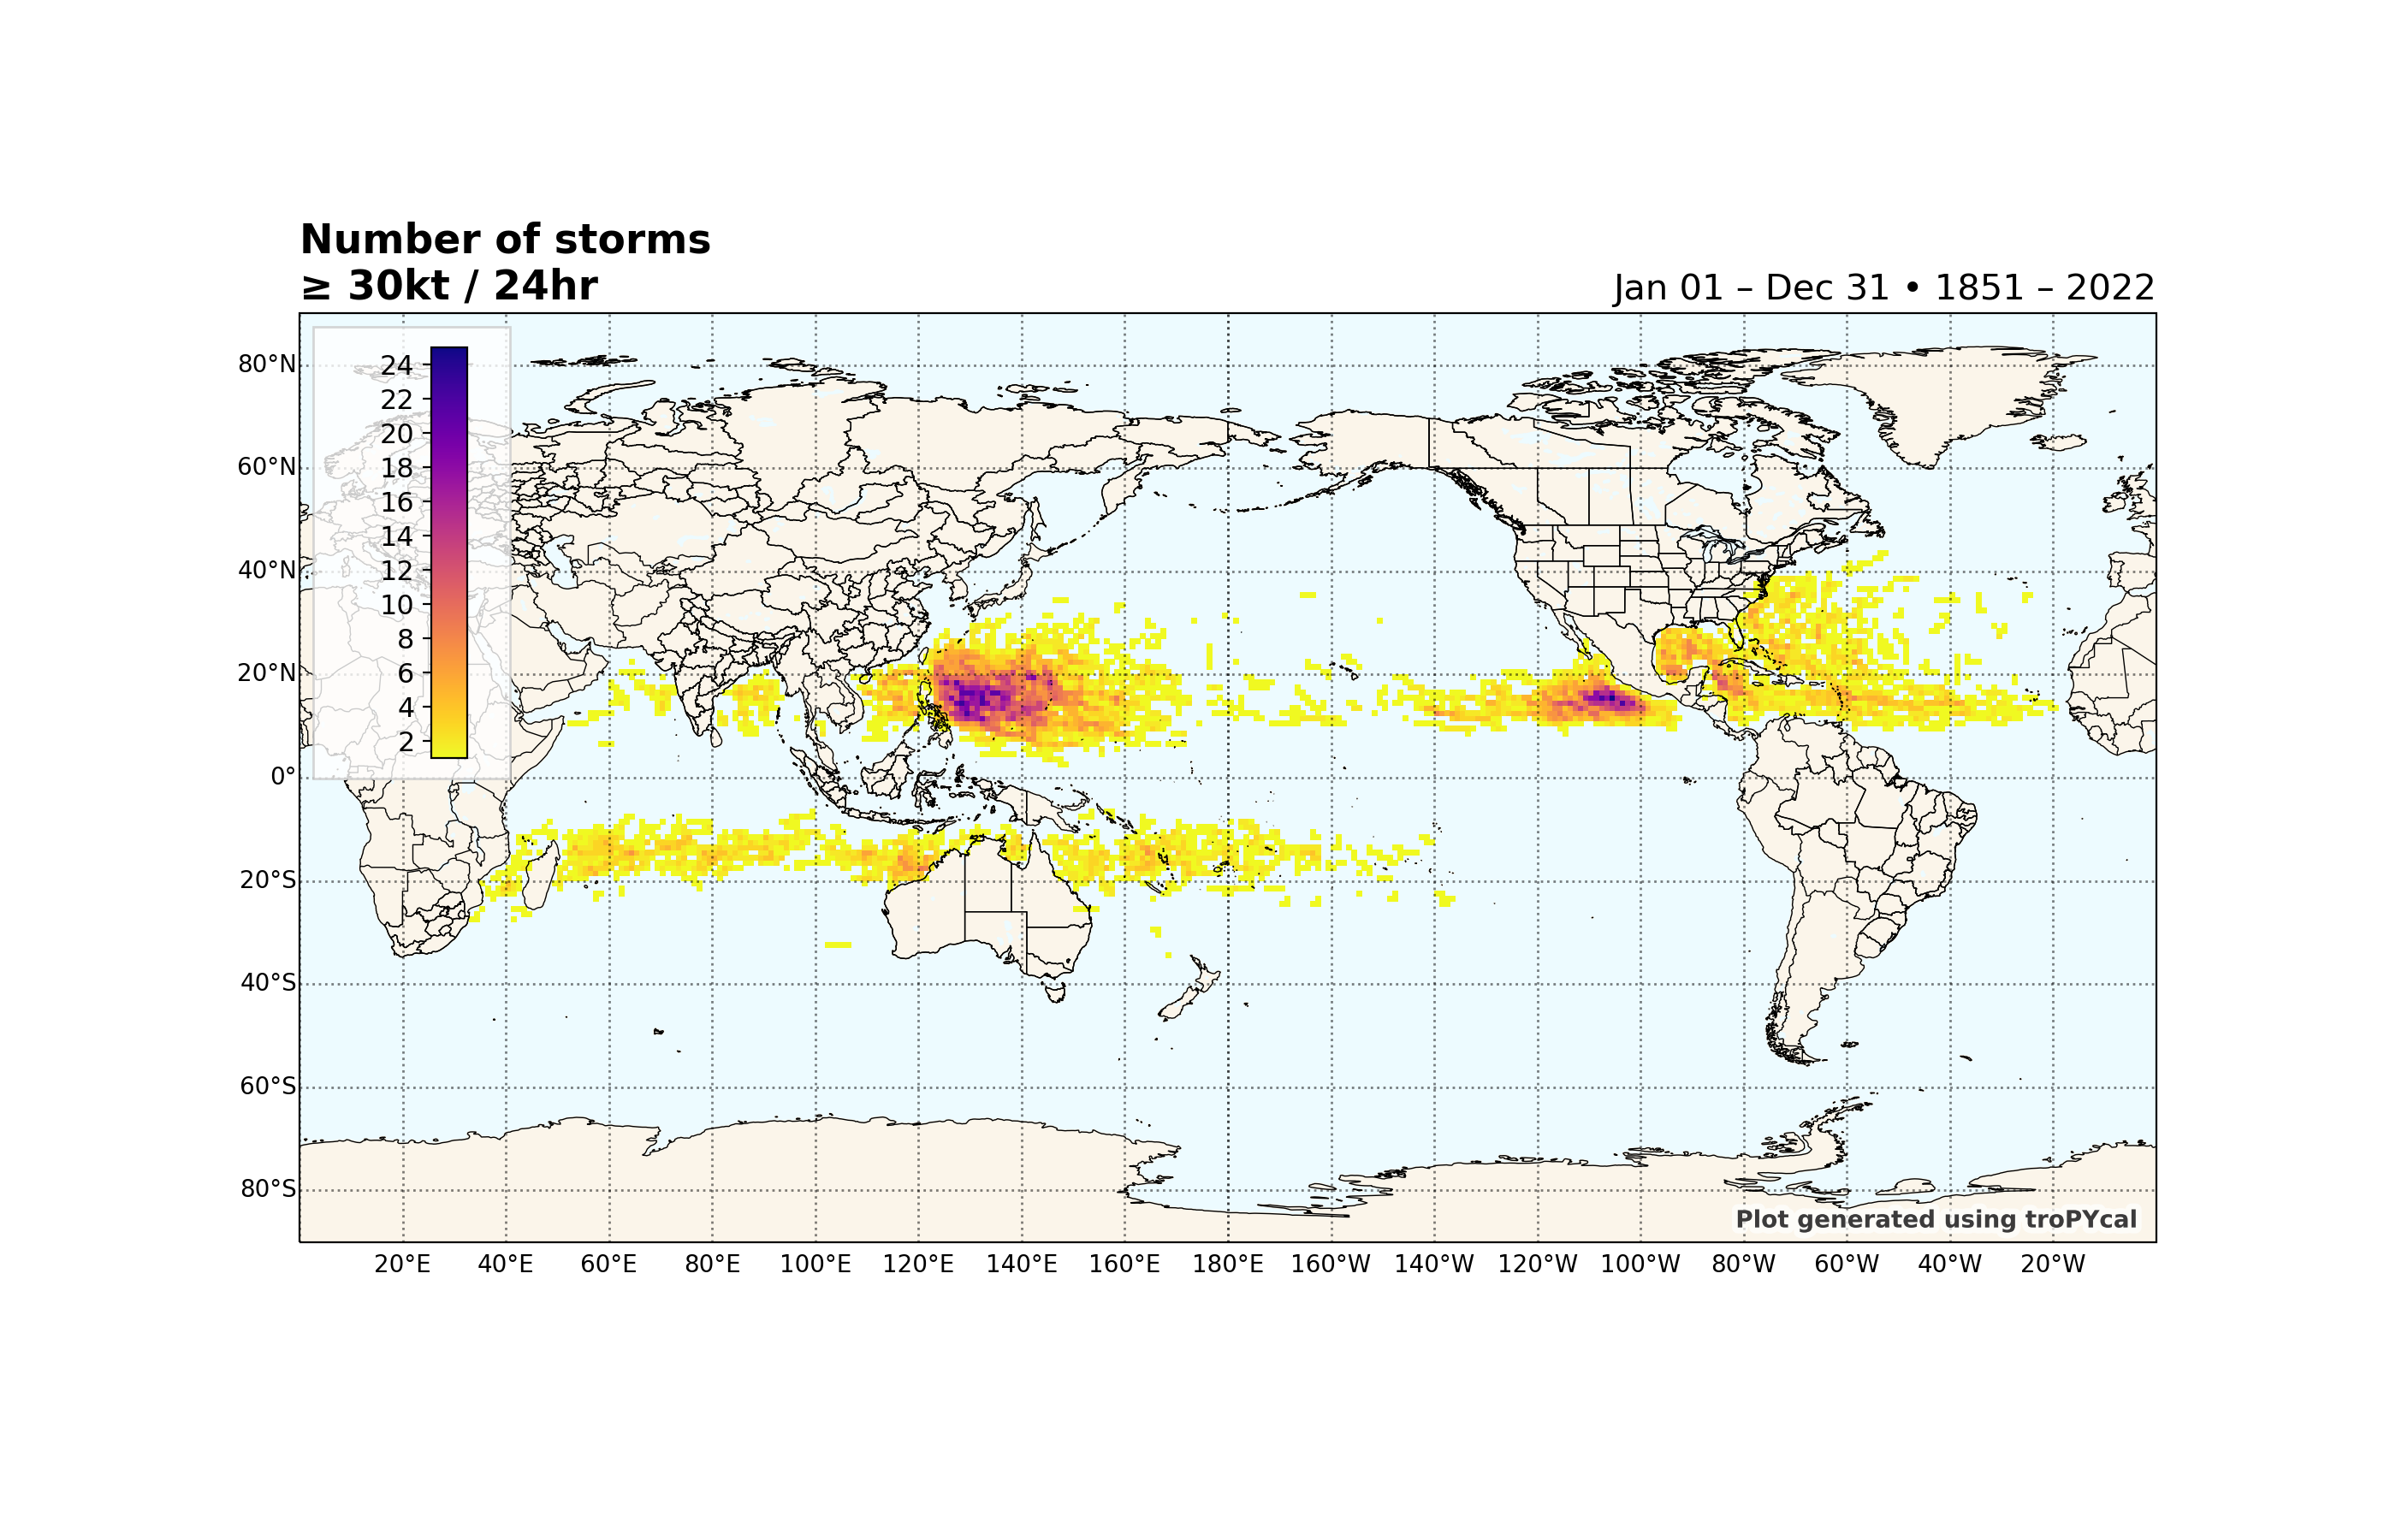 Number of storms
≥ 30kt / 24hr
Jan 01 – Dec 31 • 1851 – 2022
80°N
60°N
40°N
20°N
0°
20°S
40°S
60°S
80°S
24
22
20
18
16
14
12
10
8
6
4
2
Plot generated using troPYcal
20°E 40°E 60°E 80°E 100°E 120°E 140°E 160°E 180°E 160°W 140°W 120°W 100°W 80°W 60°W 40°W 20°W